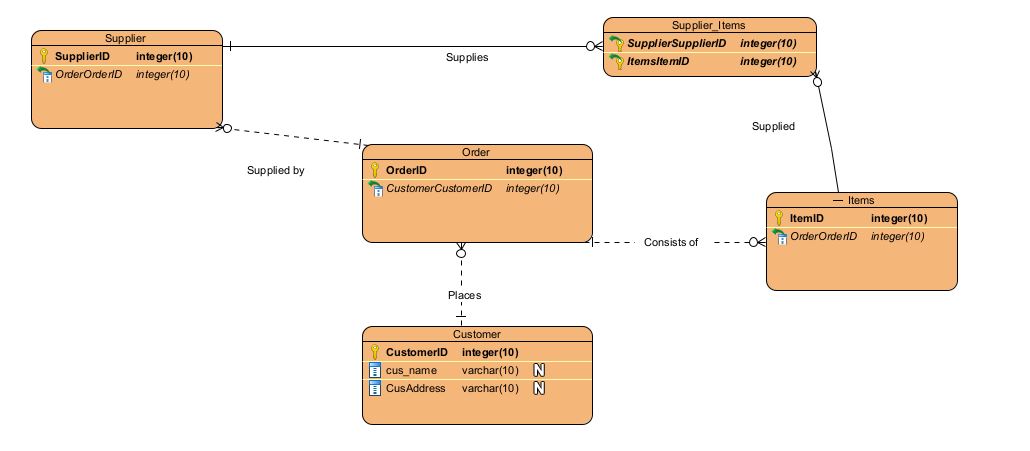 Supplier
SupplierID integer(10)
OrderOrderID integer(10)
Supplier_Items
SupplierSupplierID integer(10)
ItemsItemID integer(10)
Supplies
Supplied
Supplied by
Order
OrderID integer(10)
CustomerCustomerID integer(10)
Items
ItemID integer(10)
OrderOrderID integer(10)
Consists of
Places
Customer
CustomerID integer(10)
cus_name varchar(10) N
CusAddress varchar(10) N